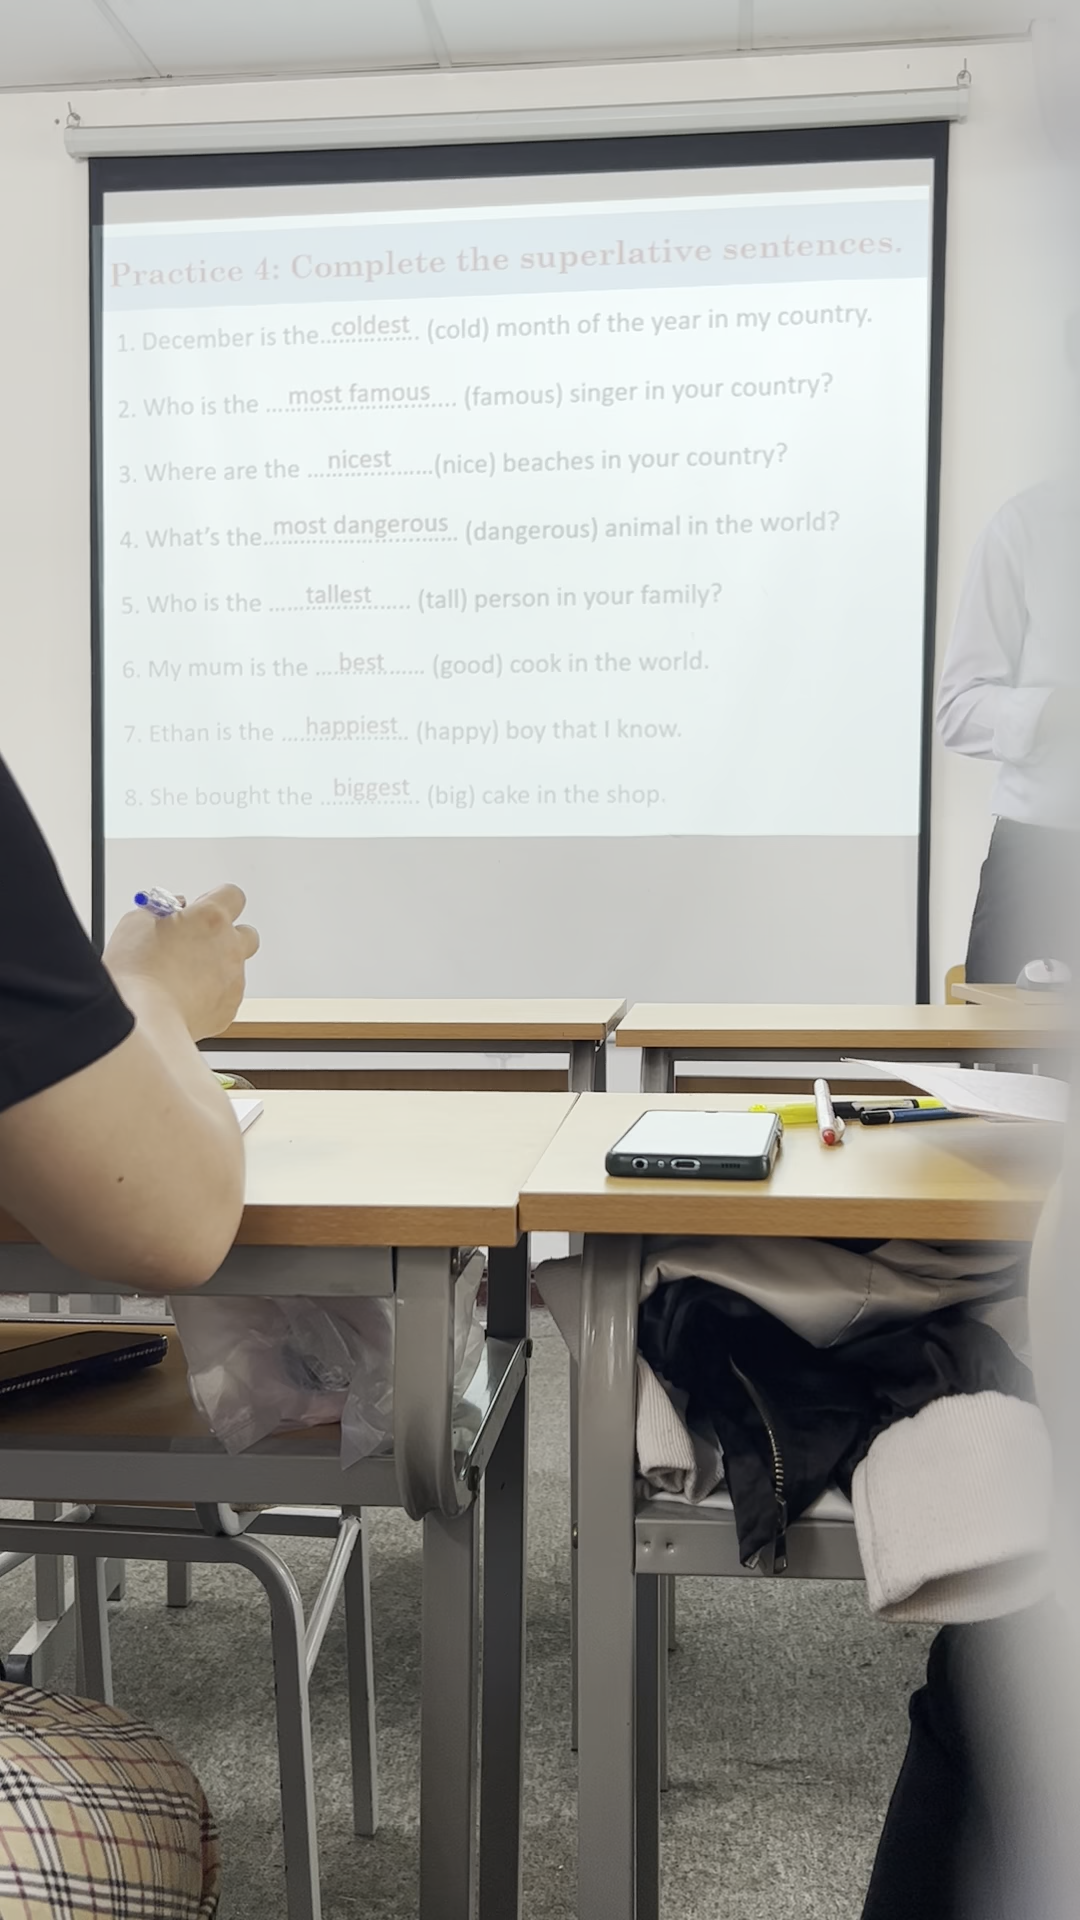 Practice 4: Complete the superlative sentences.
1. December is the...coldest... (cold) month of the year in my country.
2. Who is the ...most famous.... (famous) singer in your country?
3. Where are the ...nicest......(nice) beaches in your country?
4. What's the...most dangerous... (dangerous) animal in the world?
5. Who is the ......tallest...... (tall) person in your family?
6. My mum is the ....best...... (good) cook in the world.
7. Ethan is the ....happiest.. (happy) boy that I know.
8. She bought the ...biggest.... (big) cake in the shop.